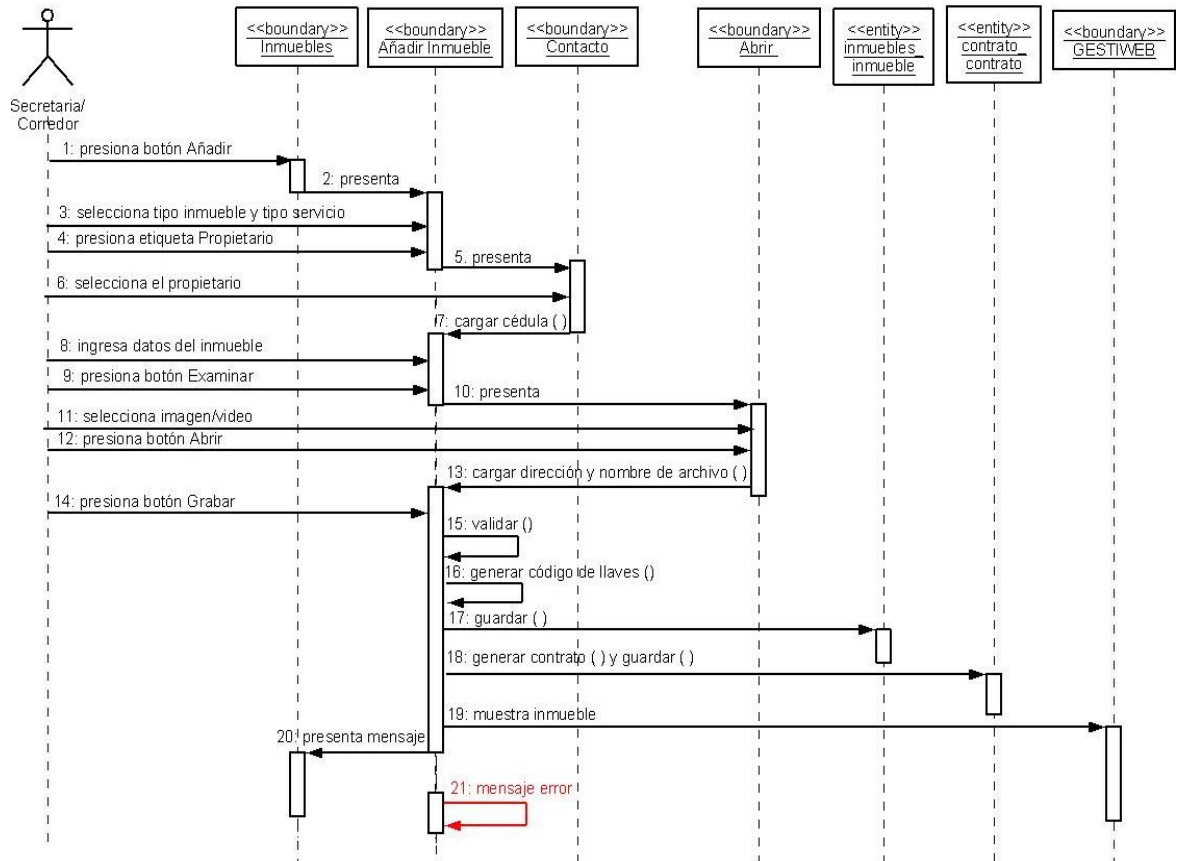 <<boundary>>
Inmuebles
<<boundary>>
Añadir Inmueble
<<boundary>>
Contacto
<<boundary>>
Abrir
<<entity>>
inmuebles_
inmueble
<<entity>>
contrato_
contrato
<<boundary>>
GESTIWEB
Secretaria/
Corredor
1: presiona botón Añadir
2: presenta
3: selecciona tipo inmueble y tipo servicio
4: presiona etiqueta Propietario
5. presenta
6: selecciona el propietario
7: cargar cédula ( )
8: ingresa datos del inmueble
9: presiona botón Examinar
10: presenta
11: selecciona imagen/video
12: presiona botón Abrir
13: cargar dirección y nombre de archivo ( )
14: presiona botón Grabar
15: validar ()
16: generar código de llaves ()
17: guardar ( )
18: generar contrato ( ) y guardar ( )
19: muestra inmueble
20: presenta mensaje
21: mensaje error